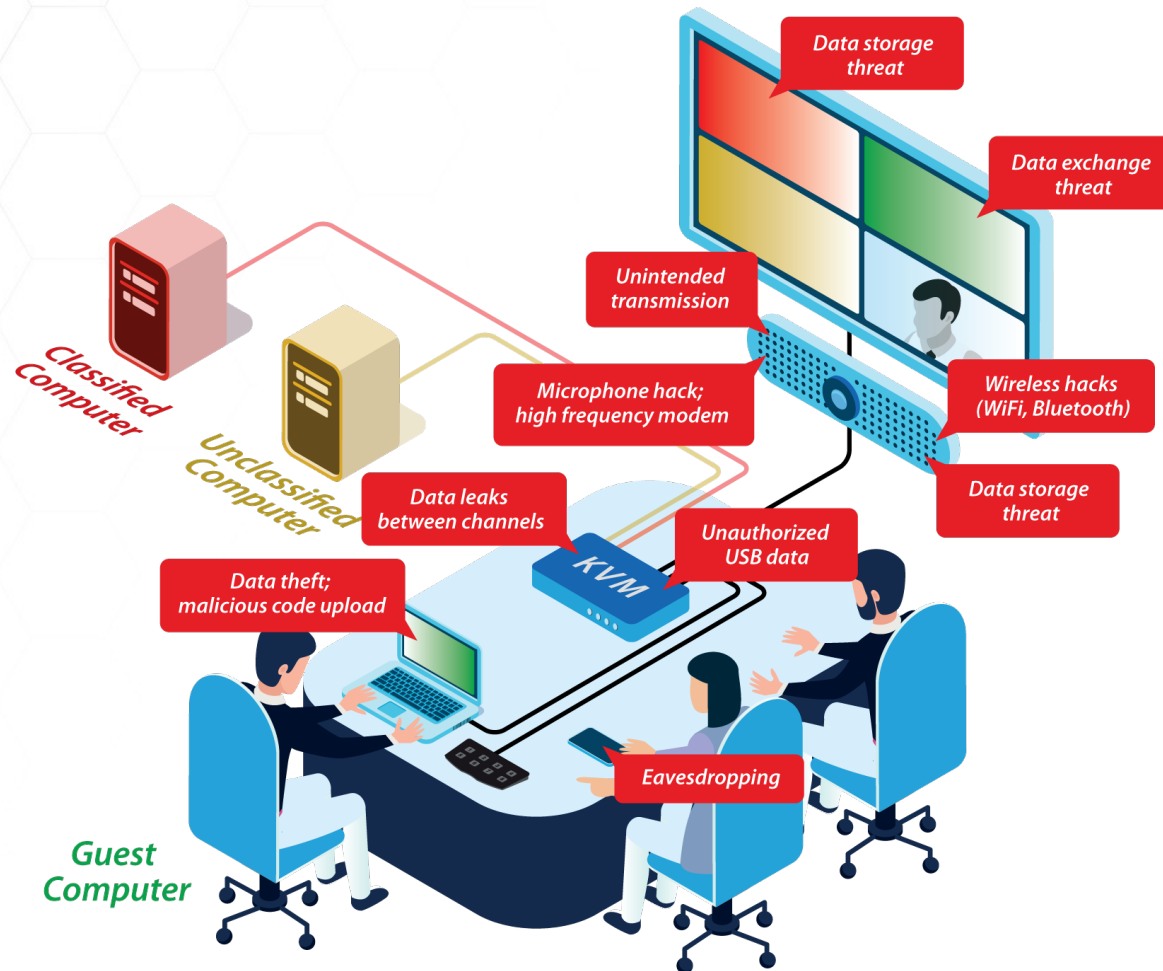 Data storage
threat
Data exchange
threat
Unintended
transmission
Classified
Computer
Microphone hack;
high frequency modem
Wireless hacks
(WiFi, Bluetooth)
Unclassified
Computer
Data leaks
between channels
Data storage
threat
Unauthorized
USB data
KVM
Data theft;
malicious code upload
Eavesdropping
Guest
Computer